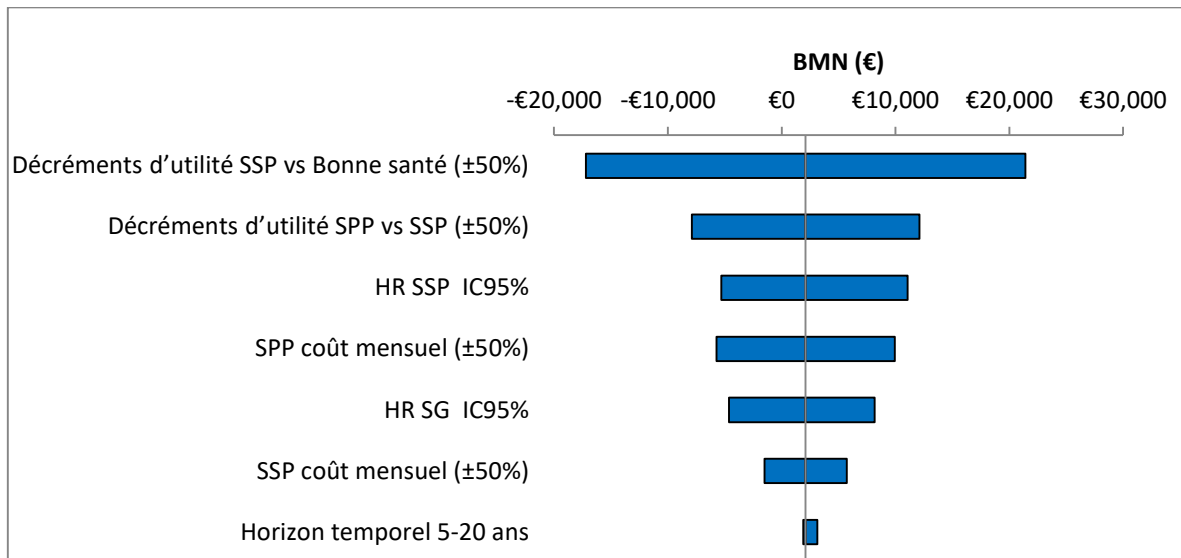 BMN (€)
-€20,000 -€10,000 €0 €10,000 €20,000 €30,000
Décréments d’utilité SSP vs Bonne santé (±50%)
Décréments d’utilité SPP vs SSP (±50%)
HR SSP IC95%
SPP coût mensuel (±50%)
HR SG IC95%
SSP coût mensuel (±50%)
Horizon temporel 5-20 ans